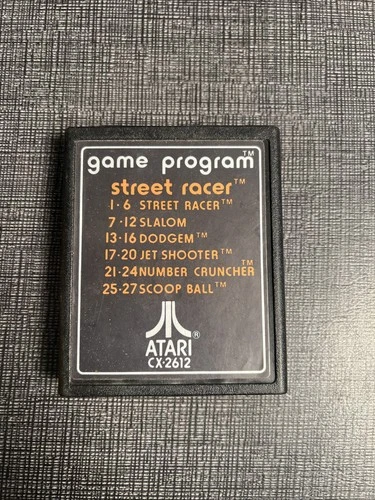 game program™
street racer™
1-6 STREET RACER™
7-12 SLALOM
13-16 DODGEM™
17-20 JET SHOOTER™
21-24 NUMBER CRUNCHER™
25-27 SCOOP BALL™
ATARI®
CX-2612